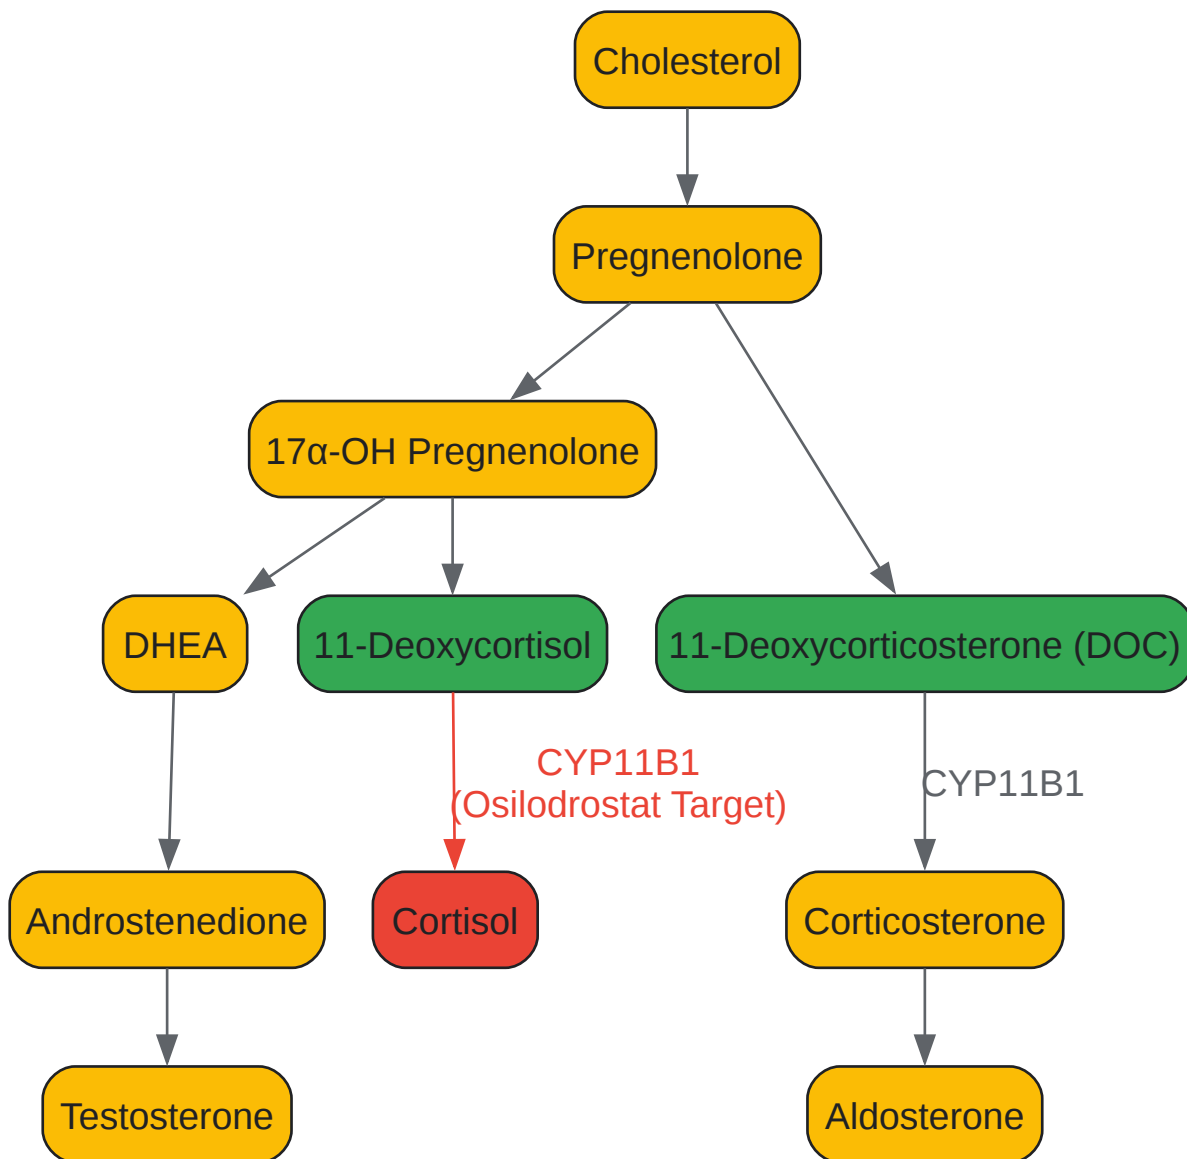 Cholesterol
Pregnenolone
17α-OH Pregnenolone
DHEA
11-Deoxycortisol
11-Deoxycorticosterone (DOC)
CYP11B1
(Osilodrostat Target)
CYP11B1
Androstenedione
Cortisol
Corticosterone
Testosterone
Aldosterone